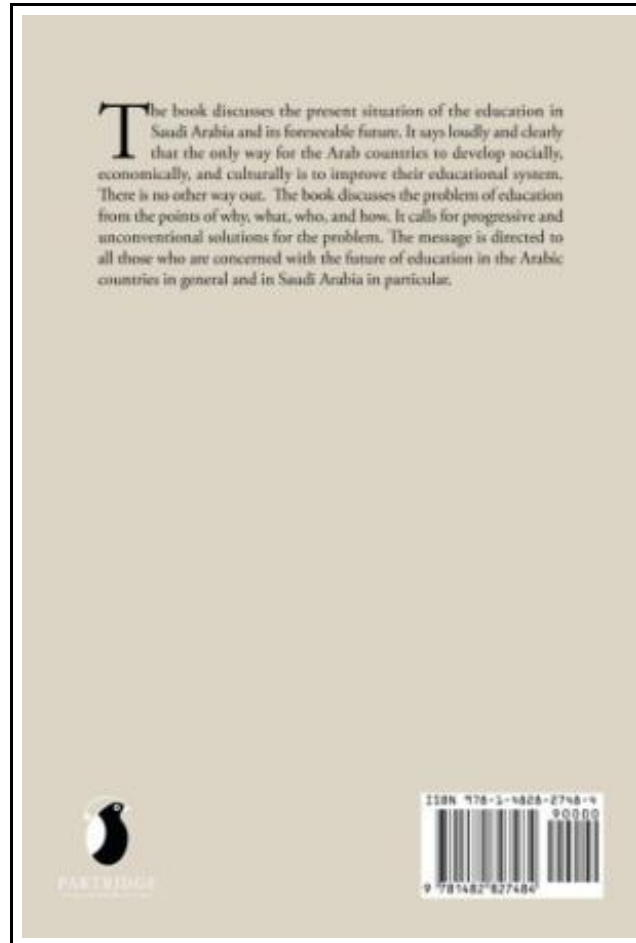 The book discusses the present situation of the education in
Saudi Arabia and its foreseeable future. It says loudly and clearly
that the only way for the Arab countries to develop socially,
economically, and culturally is to improve their educational system.
There is no other way out. The book discusses the problem of education
from the points of why, what, who, and how. It calls for progressive and
unconventional solutions for the problem. The message is directed to
all those who are concerned with the future of education in the Arabic
countries in general and in Saudi Arabia in particular.
PARTRIDGE
ISBN 978-1-4828-2748-4
90000
9 781482 827484